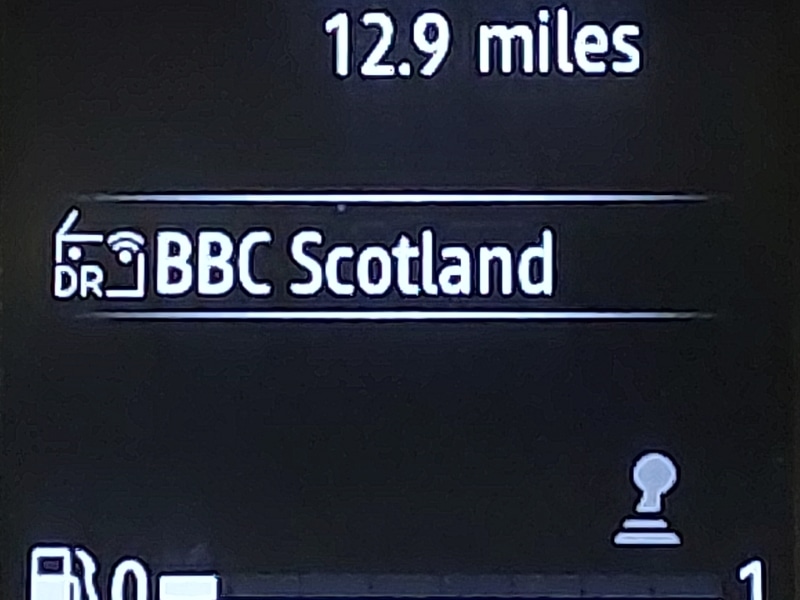 12.9 miles
DR BBC Scotland
0 1